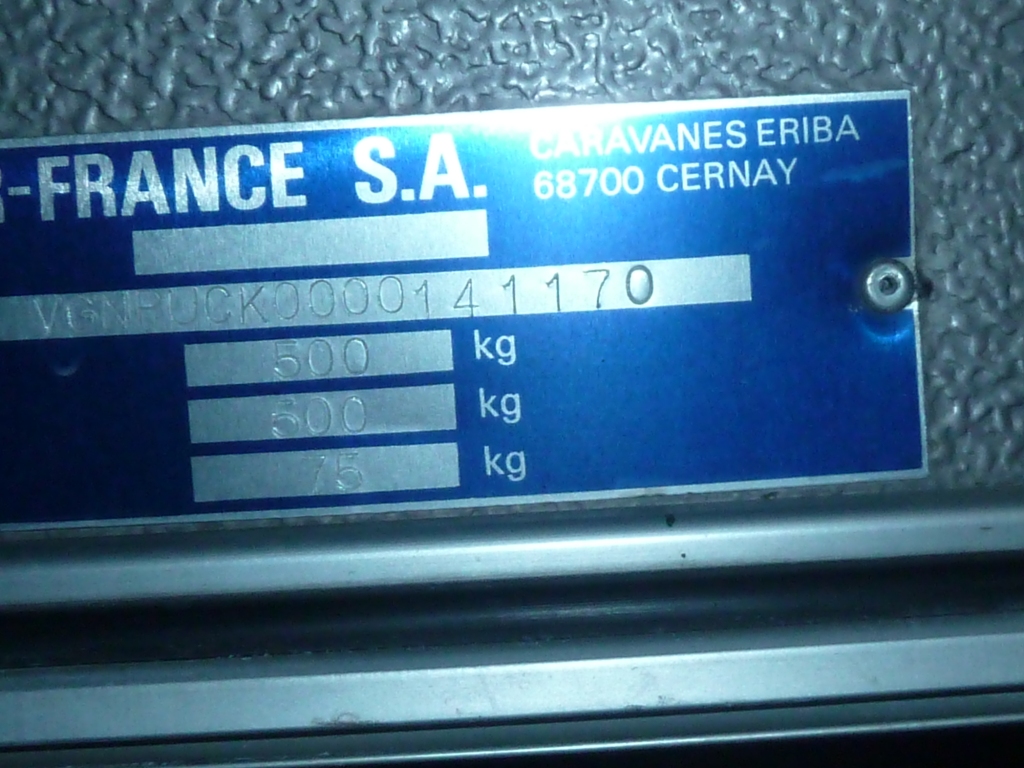 R-FRANCE S.A.
CARAVANES ERIBA
68700 CERNAY
VGNRUCK0000141170
500 kg
500 kg
75 kg